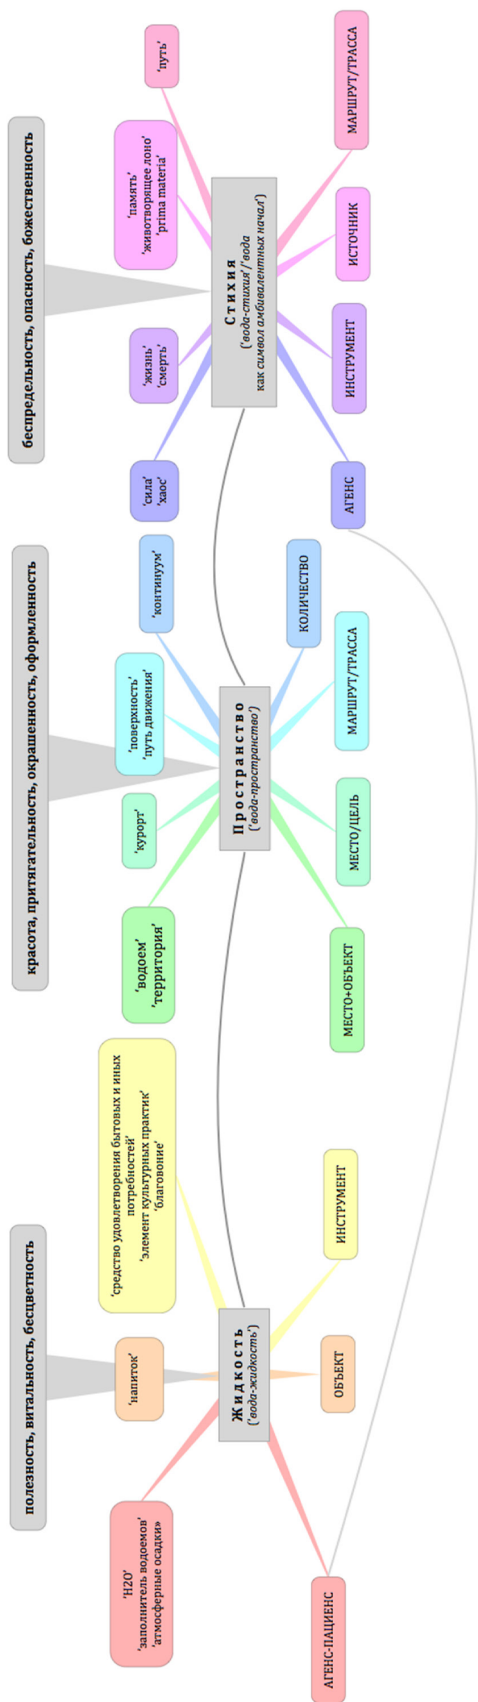 полезность, витальность, бесцветность
красота, притягательность, окрашенность, оформленность
беспредельность, опасность, божественность
‘H2O’
‘заполнитель водоемов’
‘атмосферные осадки»
‘напиток’
‘средство удовлетворения бытовых и иных
потребностей’
‘элемент культурных практик’
‘благовоние’
‘водоем’
‘территория’
‘курорт’
‘поверхность’
‘путь движения’
‘континуум’
‘сила’
‘хаос’
‘жизнь’
‘смерть’
‘память’
‘животворящее лоно’
‘prima materia’
‘путь’
Жидкость
(‘вода-жидкость’)
Пространство
(‘вода-пространство’)
Стихия
(‘вода-стихия’/‘вода
как символ амбивалентных начал’)
АГЕНС-ПАЦИЕНС
ОБЪЕКТ
ИНСТРУМЕНТ
МЕСТО+ОБЪЕКТ
МЕСТО/ЦЕЛЬ
МАРШРУТ/ТРАССА
КОЛИЧЕСТВО
АГЕНС
ИНСТРУМЕНТ
ИСТОЧНИК
МАРШРУТ/ТРАССА